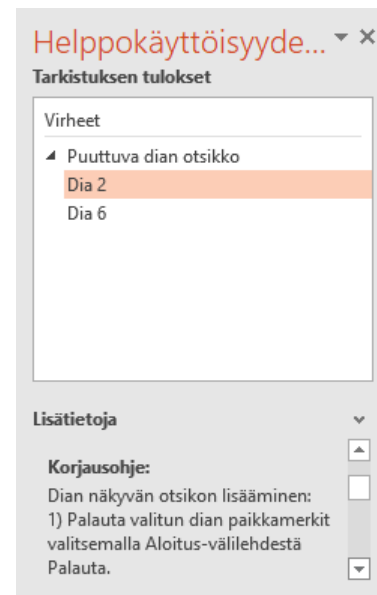 Helppokäyttöisyyde...
Tarkistuksen tulokset
Virheet
Puuttuva dian otsikko
Dia 2
Dia 6
Lisätietoja
Korjausohje:
Dian näkyvän otsikon lisääminen:
1) Palauta valitun dian paikkamerkit
valitsemalla Aloitus-välilehdestä
Palauta.